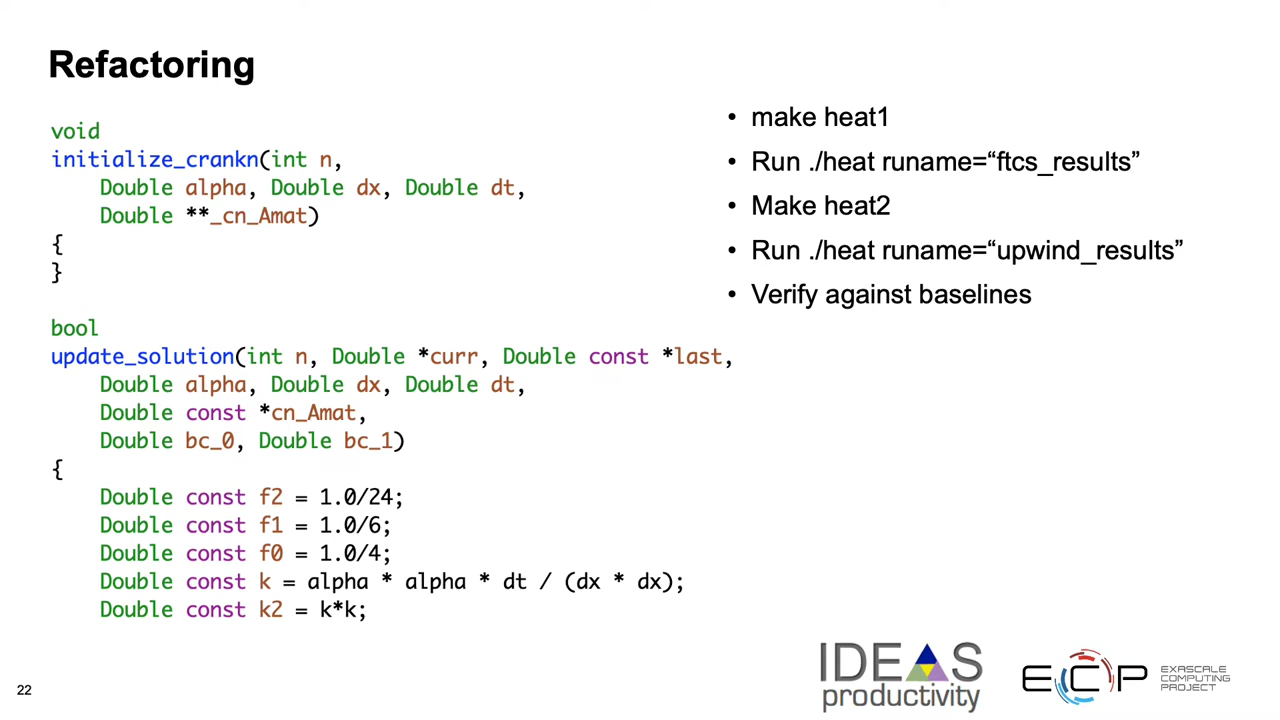 Refactoring
void
initialize_crankn(int n,
Double alpha, Double dx, Double dt,
Double **_cn_Amat)
{
}
bool
update_solution(int n, Double *curr, Double const *last,
Double alpha, Double dx, Double dt,
Double const *cn_Amat,
Double bc_0, Double bc_1)
{
Double const f2 = 1.0/24;
Double const f1 = 1.0/6;
Double const f0 = 1.0/4;
Double const k = alpha * alpha * dt / (dx * dx);
Double const k2 = k*k;
• make heat1
• Run ./heat runame=“ftcs_results”
• Make heat2
• Run ./heat runame=“upwind_results”
• Verify against baselines
22
IDEAS
productivity
ECP
EXASCALE
COMPUTING
PROJECT